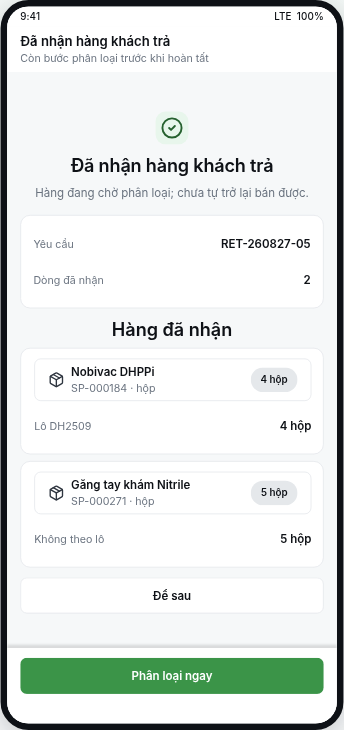 9:41
LTE 100%
Đã nhận hàng khách trả
Còn bước phân loại trước khi hoàn tất
Đã nhận hàng khách trả
Hàng đang chờ phân loại; chưa tự trở lại bán được.
Yêu cầu
RET-260827-05
Dòng đã nhận
2
Hàng đã nhận
Nobivac DHPPi
SP-000184 · hộp
4 hộp
Lô DH2509
4 hộp
Găng tay khám Nitrile
SP-000271 · hộp
5 hộp
Không theo lô
5 hộp
Để sau
Phân loại ngay